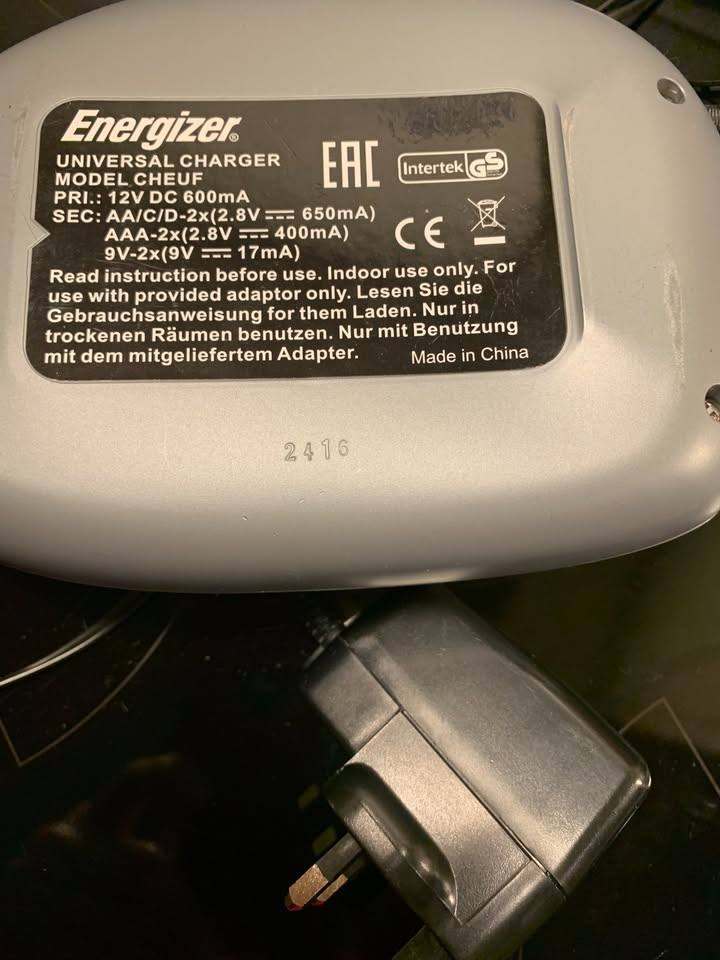 Energizer®
UNIVERSAL CHARGER
MODEL CHEUF
PRI.: 12V DC 600mA
SEC: AA/C/D-2x(2.8V ⎓ 650mA)
AAA-2x(2.8V ⎓ 400mA)
9V-2x(9V ⎓ 17mA)
EAC
Intertek GS
CE
Read instruction before use. Indoor use only. For
use with provided adaptor only. Lesen Sie die
Gebrauchsanweisung for them Laden. Nur in
trockenen Räumen benutzen. Nur mit Benutzung
mit dem mitgeliefertem Adapter.
Made in China
2416